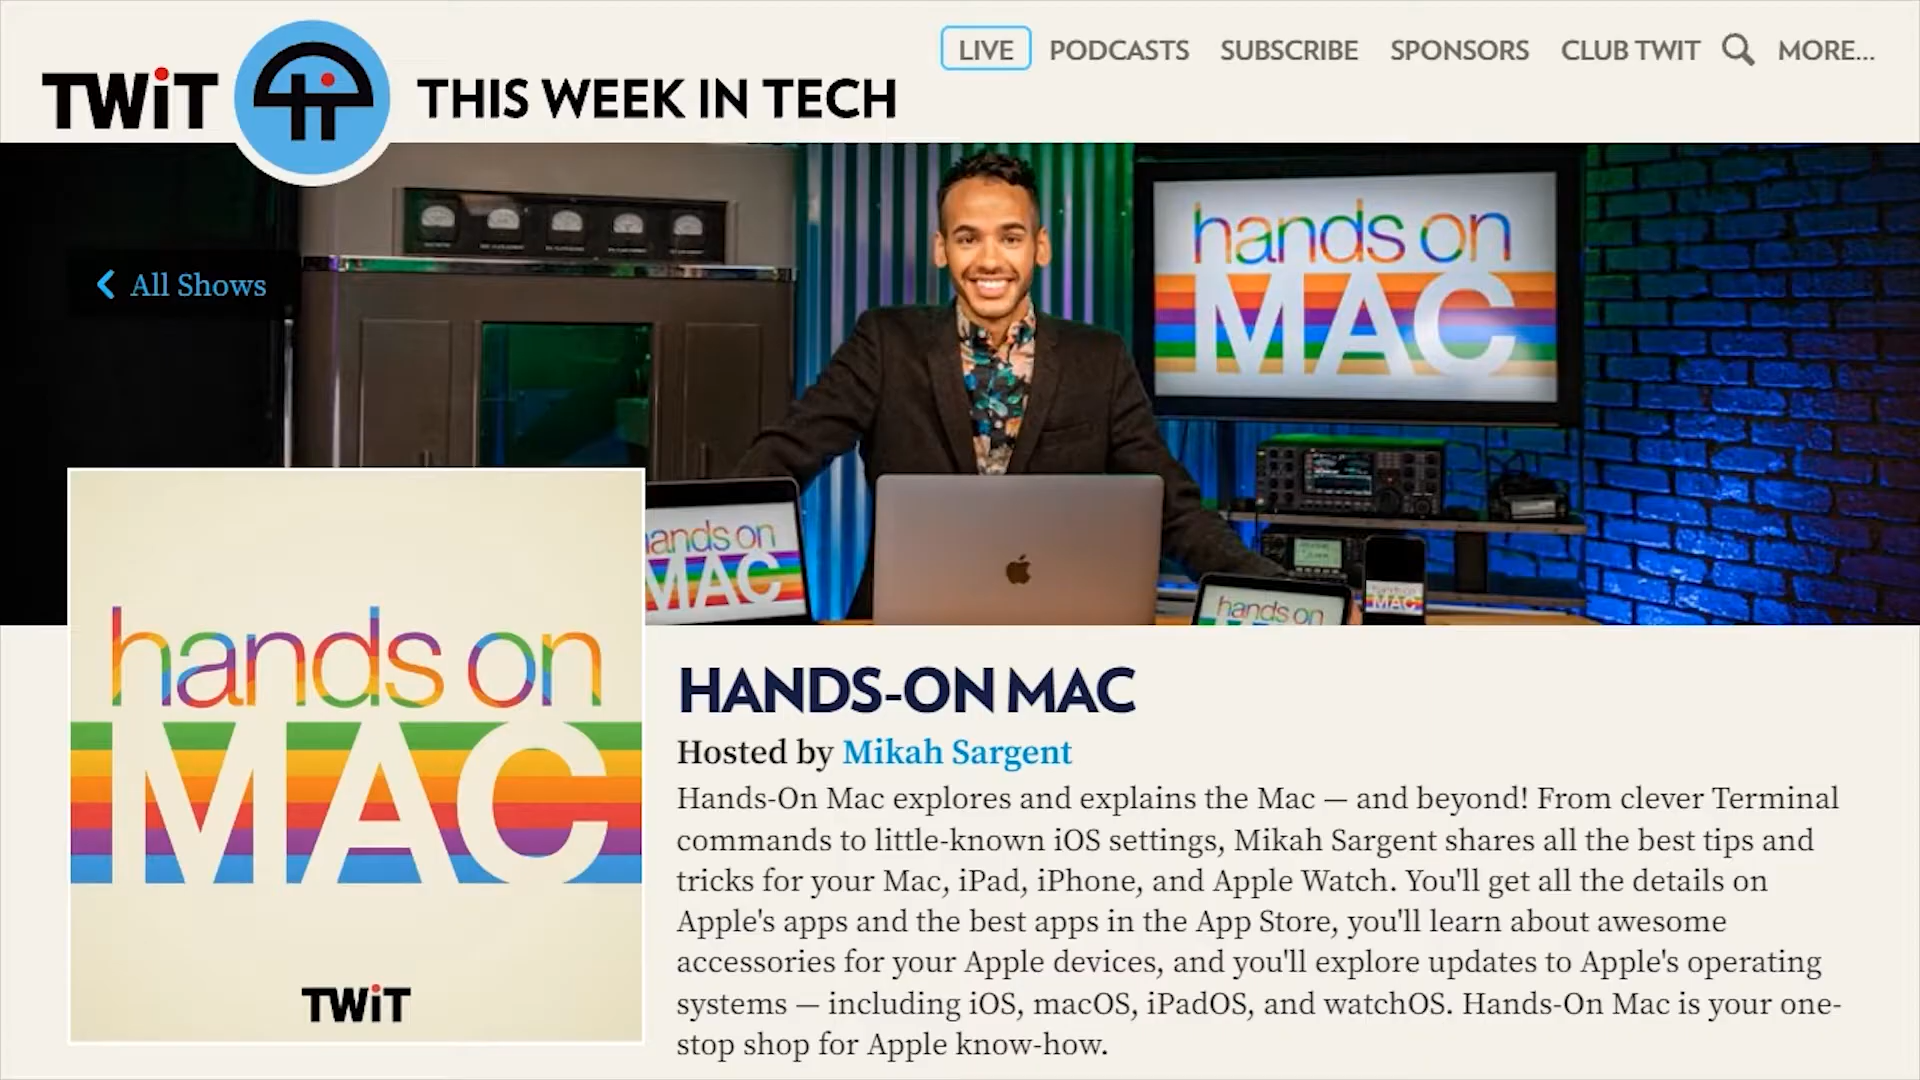 TWiT
THIS WEEK IN TECH
LIVE
PODCASTS
SUBSCRIBE
SPONSORS
CLUB TWIT
MORE...
All Shows
hands on
MAC
hands on
MAC
hands on
MAC
hands on
MAC
TWiT
HANDS-ON MAC
Hosted by Mikah Sargent
Hands-On Mac explores and explains the Mac — and beyond! From clever Terminal
commands to little-known iOS settings, Mikah Sargent shares all the best tips and
tricks for your Mac, iPad, iPhone, and Apple Watch. You'll get all the details on
Apple's apps and the best apps in the App Store, you'll learn about awesome
accessories for your Apple devices, and you'll explore updates to Apple's operating
systems — including iOS, macOS, iPadOS, and watchOS. Hands-On Mac is your one-
stop shop for Apple know-how.